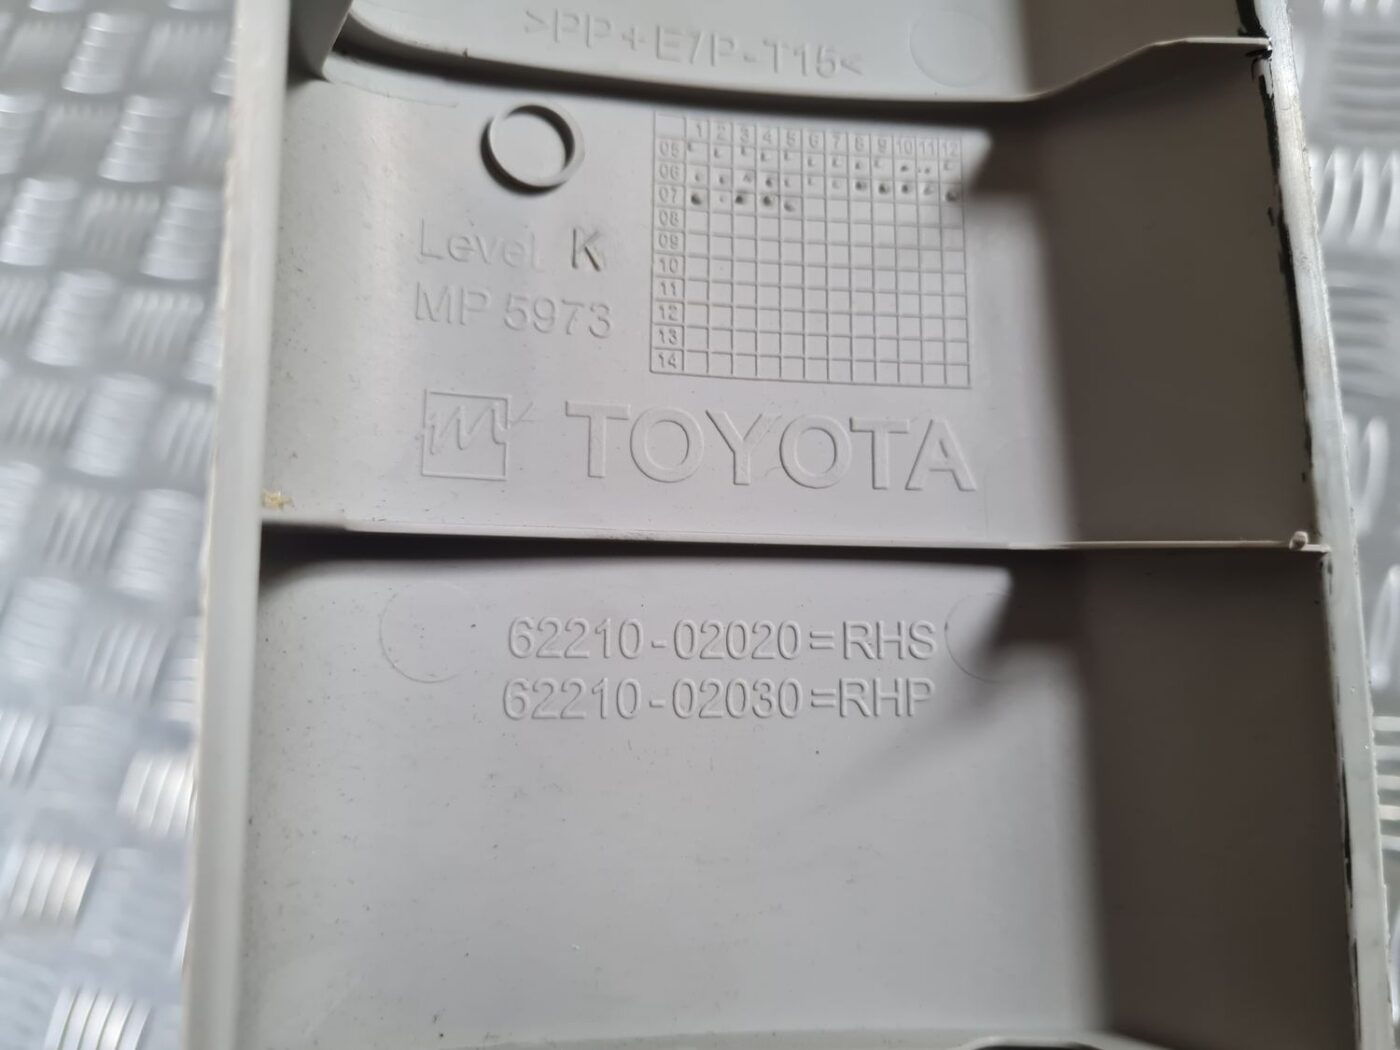 >PP+E/P-T15<
1 2 3 4 5 6 7 8 9 10 11 12
05
06
07
08
09
10
11
12
13
14
Level K
MP 5973
TOYOTA
62210-02020=RHS
62210-02030=RHP